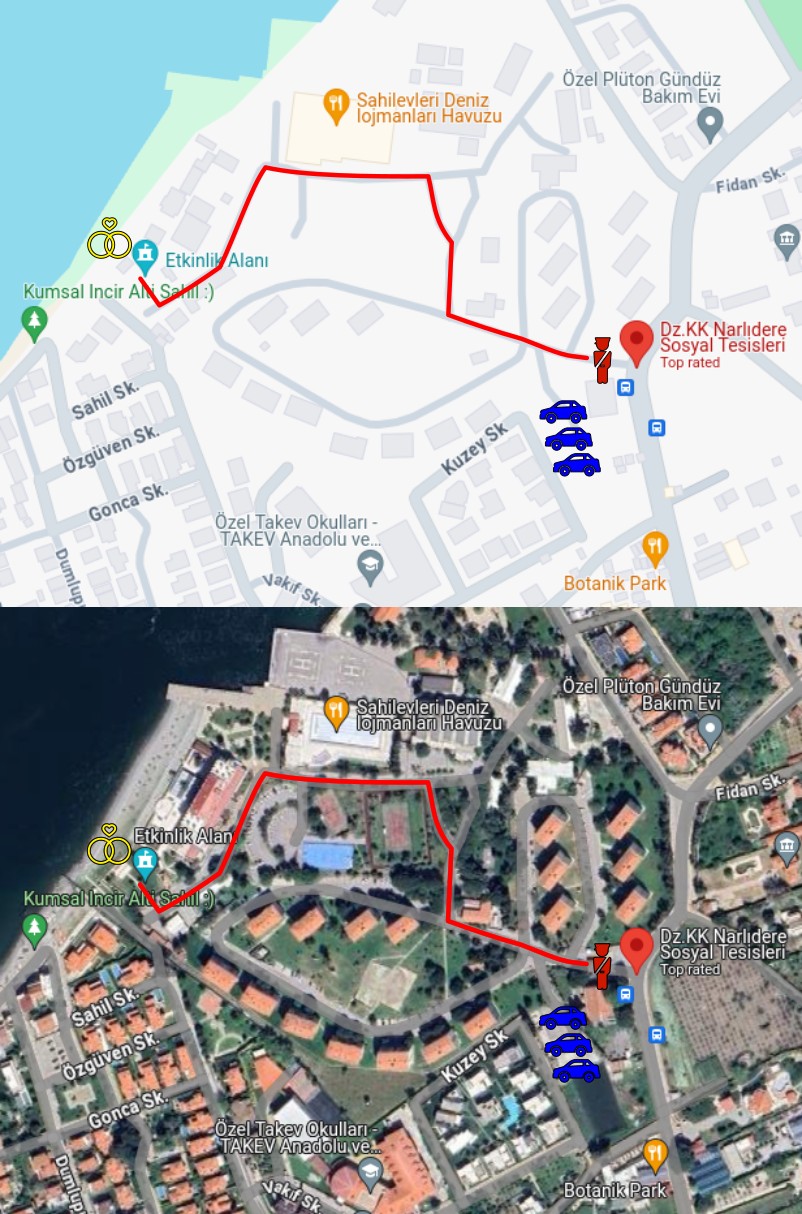 Özel Plüton Gündüz
Bakım Evi
Sahilevleri Deniz
lojmanları Havuzu
Fidan Sk.
Etkinlik Alanı
Kumsal Incir Altı Sahil :)
Dz.KK Narlıdere
Sosyal Tesisleri
Top rated
Sahil Sk.
Özgüven Sk.
Kuzey Sk
Gonca Sk.
Özel Takev Okulları -
TAKEV Anadolu ve...
Dumlup
Vakıf Sk.
Botanik Park
Özel Plüton Gündüz
Bakım Evi
Sahilevleri Deniz
lojmanları Havuzu
Fidan Sk.
Etkinlik Alan
Kumsal Incir Altı Sahil :)
Dz.KK Narlıdere
Sosyal Tesisleri
Top rated
Sahil Sk.
Özgüven Sk.
Kuzey Sk
Gonca Sk.
Özel Takev Okulları -
TAKEV Anadolu ve...
Dumlup
Vakıf Sk.
Botanik Park